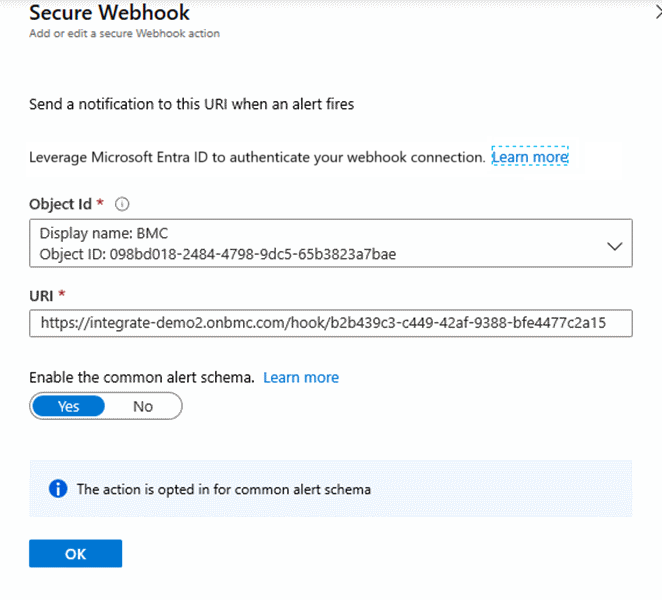 Secure Webhook
Add or edit a secure Webhook action
Send a notification to this URI when an alert fires
Leverage Microsoft Entra ID to authenticate your webhook connection. Learn more
Object Id *
Display name: BMC
Object ID: 098bd018-2484-4798-9dc5-65b3823a7bae
URI *
https://integrate-demo2.onbmc.com/hook/b2b439c3-c449-42af-9388-bfe4477c2a15
Enable the common alert schema. Learn more
Yes No
The action is opted in for common alert schema
OK